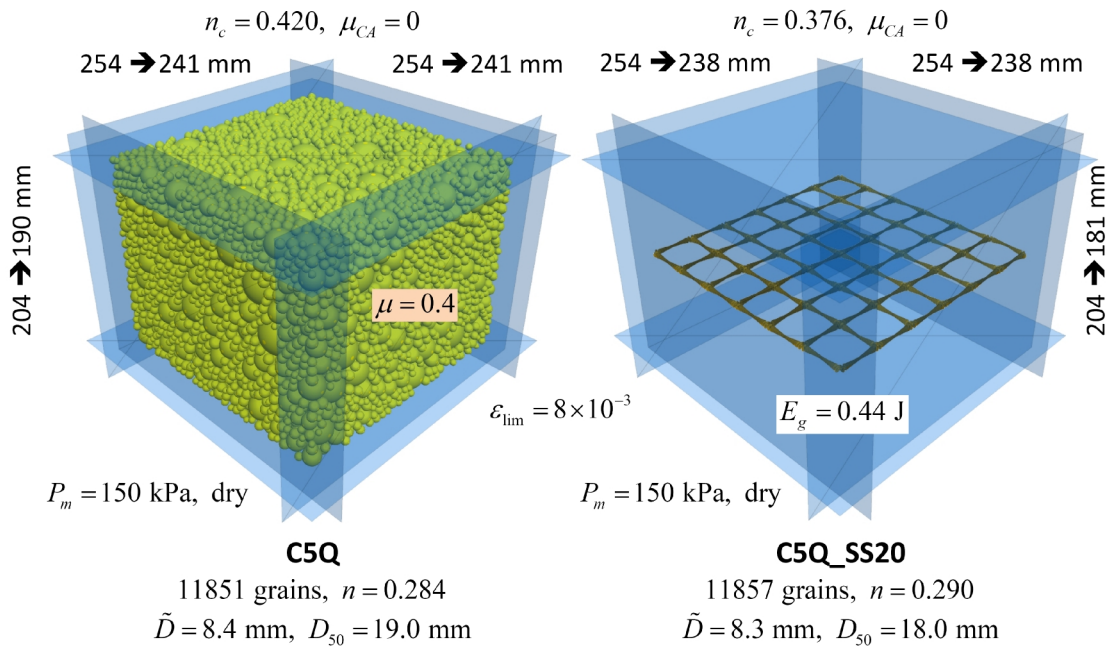 n_c = 0.420, μ_CA = 0
254 ➔ 241 mm
254 ➔ 241 mm
204 ➔ 190 mm
μ = 0.4
ε_lim = 8×10⁻³
P_m = 150 kPa, dry
C5Q
11851 grains, n = 0.284
D̃ = 8.4 mm, D₅₀ = 19.0 mm
n_c = 0.376, μ_CA = 0
254 ➔ 238 mm
254 ➔ 238 mm
204 ➔ 181 mm
E_g = 0.44 J
P_m = 150 kPa, dry
C5Q_SS20
11857 grains, n = 0.290
D̃ = 8.3 mm, D₅₀ = 18.0 mm